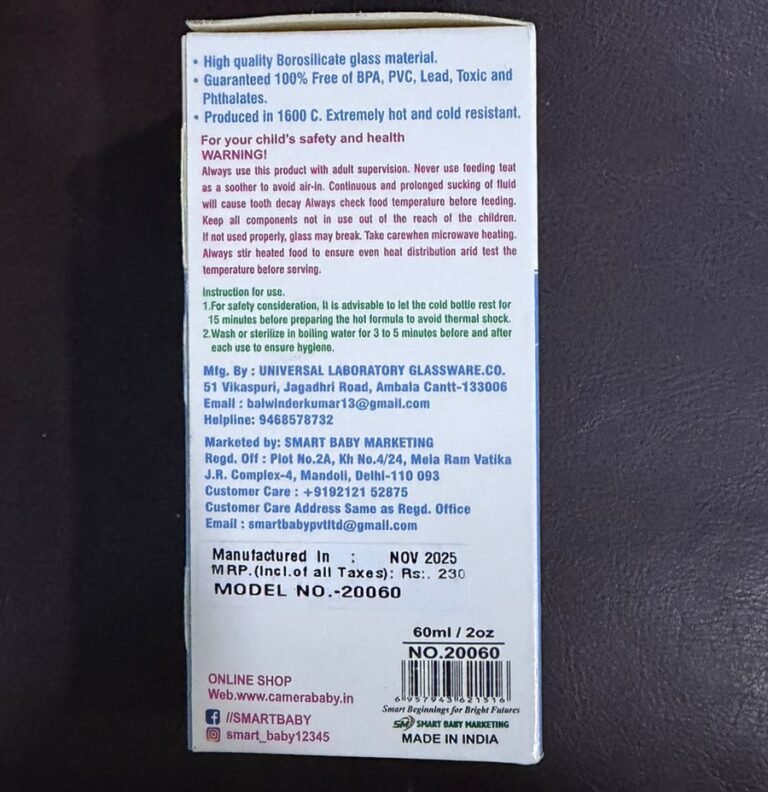 • High quality Borosilicate glass material.
• Guaranteed 100% Free of BPA, PVC, Lead, Toxic and
Phthalates.
• Produced in 1600 C. Extremely hot and cold resistant.
For your child's safety and health
WARNING!
Always use this product with adult supervision. Never use feeding teat
as a soother to avoid air-in. Continuous and prolonged sucking of fluid
will cause tooth decay Always check food temperature before feeding.
Keep all components not in use out of the reach of the children.
If not used properly, glass may break. Take carewhen microwave heating.
Always stir heated food to ensure even heat distribution arid test the
temperature before serving.
Instruction for use.
1.For safety consideration, It is advisable to let the cold bottle rest for
15 minutes before preparing the hot formula to avoid thermal shock.
2.Wash or sterilize in boiling water for 3 to 5 minutes before and after
each use to ensure hygiene.
Mfg. By : UNIVERSAL LABORATORY GLASSWARE.CO.
51 Vikaspuri, Jagadhri Road, Ambala Cantt-133006
Email : balwinderkumar13@gmail.com
Helpline: 9468578732
Marketed by: SMART BABY MARKETING
Regd. Off : Plot No.2A, Kh No.4/24, Mela Ram Vatika
J.R. Complex-4, Mandoli, Delhi-110 093
Customer Care : +9192121 52875
Customer Care Address Same as Regd. Office
Email : smartbabypvtltd@gmail.com
Manufactured In : NOV 2025
MRP.(Incl.of all Taxes): Rs:. 230
MODEL NO.-20060
60ml / 2oz
NO.20060
6 957943 621516
Smart Beginnings for Bright Futures
SM SMART BABY MARKETING
MADE IN INDIA
ONLINE SHOP
Web.www.camerababy.in
//SMARTBABY
smart_baby12345